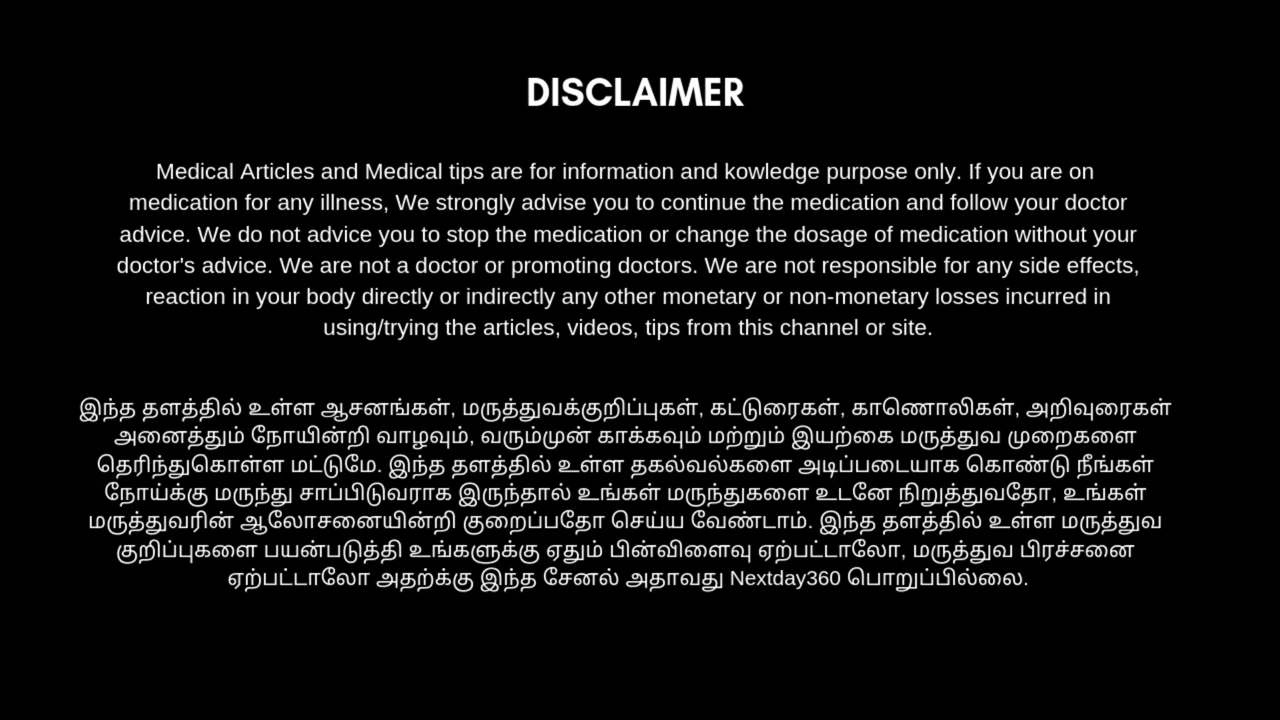 DISCLAIMER
Medical Articles and Medical tips are for information and kowledge purpose only. If you are on
medication for any illness, We strongly advise you to continue the medication and follow your doctor
advice. We do not advice you to stop the medication or change the dosage of medication without your
doctor's advice. We are not a doctor or promoting doctors. We are not responsible for any side effects,
reaction in your body directly or indirectly any other monetary or non-monetary losses incurred in
using/trying the articles, videos, tips from this channel or site.
இந்த தளத்தில் உள்ள ஆசனங்கள், மருத்துவக்குறிப்புகள், கட்டுரைகள், காணொலிகள், அறிவுரைகள்
அனைத்தும் நோயின்றி வாழவும், வரும்முன் காக்கவும் மற்றும் இயற்கை மருத்துவ முறைகளை
தெரிந்துகொள்ள மட்டுமே. இந்த தளத்தில் உள்ள தகல்வல்களை அடிப்படையாக கொண்டு நீங்கள்
நோய்க்கு மருந்து சாப்பிடுவராக இருந்தால் உங்கள் மருந்துகளை உடனே நிறுத்துவதோ, உங்கள்
மருத்துவரின் ஆலோசனையின்றி குறைப்பதோ செய்ய வேண்டாம். இந்த தளத்தில் உள்ள மருத்துவ
குறிப்புகளை பயன்படுத்தி உங்களுக்கு ஏதும் பின்விளைவு ஏற்பட்டாலோ, மருத்துவ பிரச்சனை
ஏற்பட்டாலோ அதற்க்கு இந்த சேனல் அதாவது Nextday360 பொறுப்பில்லை.